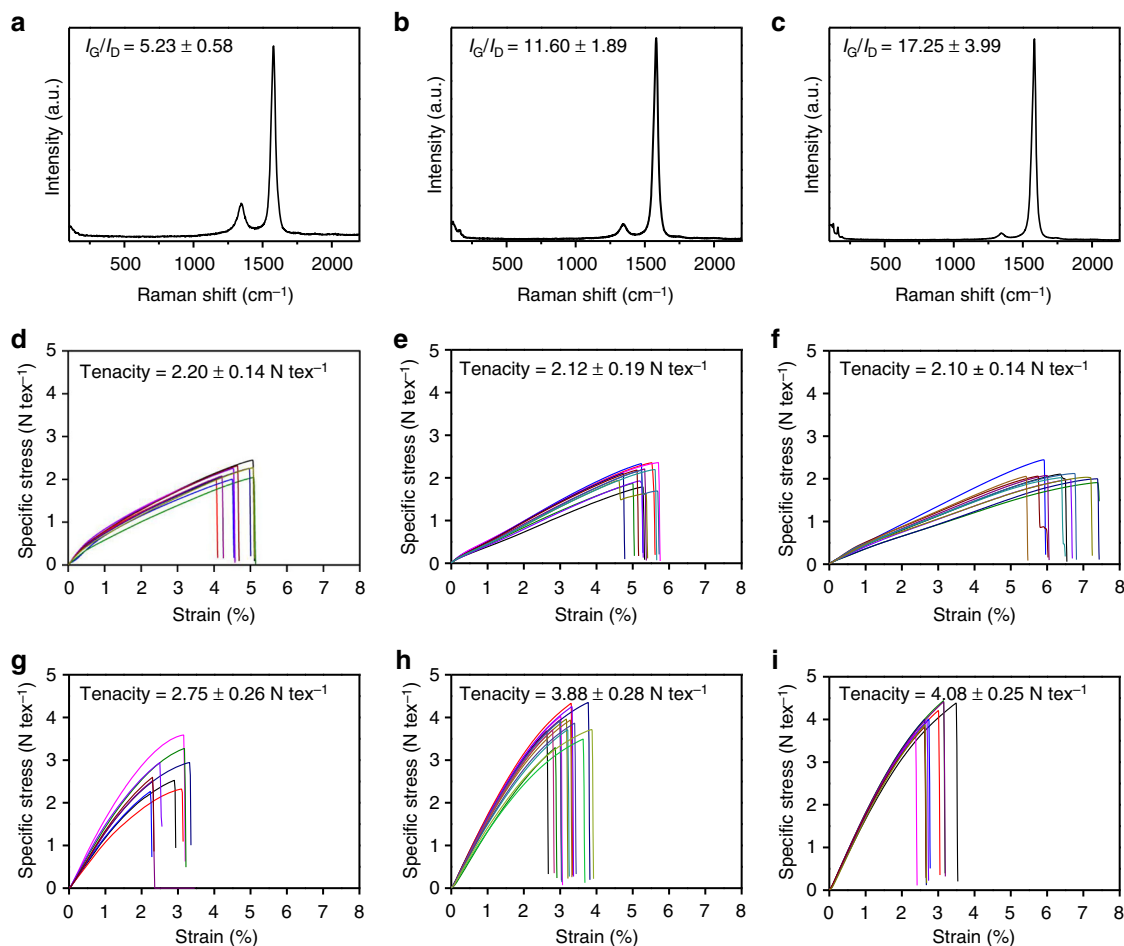 a
I_G/I_D = 5.23 ± 0.58
Intensity (a.u.)
500 1000 1500 2000
Raman shift (cm⁻¹)
b
I_G/I_D = 11.60 ± 1.89
Intensity (a.u.)
500 1000 1500 2000
Raman shift (cm⁻¹)
c
I_G/I_D = 17.25 ± 3.99
Intensity (a.u.)
500 1000 1500 2000
Raman shift (cm⁻¹)
d
Tenacity = 2.20 ± 0.14 N tex⁻¹
Specific stress (N tex⁻¹)
5
4
3
2
1
0
0 1 2 3 4 5 6 7 8
Strain (%)
e
Tenacity = 2.12 ± 0.19 N tex⁻¹
Specific stress (N tex⁻¹)
5
4
3
2
1
0
0 1 2 3 4 5 6 7 8
Strain (%)
f
Tenacity = 2.10 ± 0.14 N tex⁻¹
Specific stress (N tex⁻¹)
5
4
3
2
1
0
0 1 2 3 4 5 6 7 8
Strain (%)
g
Tenacity = 2.75 ± 0.26 N tex⁻¹
Specific stress (N tex⁻¹)
5
4
3
2
1
0
0 1 2 3 4 5 6 7 8
Strain (%)
h
Tenacity = 3.88 ± 0.28 N tex⁻¹
Specific stress (N tex⁻¹)
5
4
3
2
1
0
0 1 2 3 4 5 6 7 8
Strain (%)
i
Tenacity = 4.08 ± 0.25 N tex⁻¹
Specific stress (N tex⁻¹)
5
4
3
2
1
0
0 1 2 3 4 5 6 7 8
Strain (%)